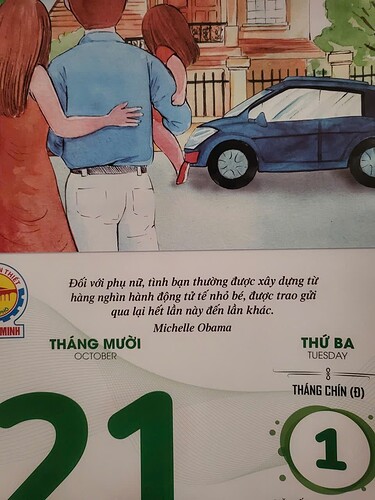 THIẾT
MINH
Đối với phụ nữ, tình bạn thường được xây dựng từ
hàng nghìn hành động tử tế nhỏ bé, được trao gửi
qua lại hết lần này đến lần khác.
Michelle Obama
THÁNG MƯỜI
OCTOBER
THỨ BA
TUESDAY
THÁNG CHÍN (Đ)
21
1